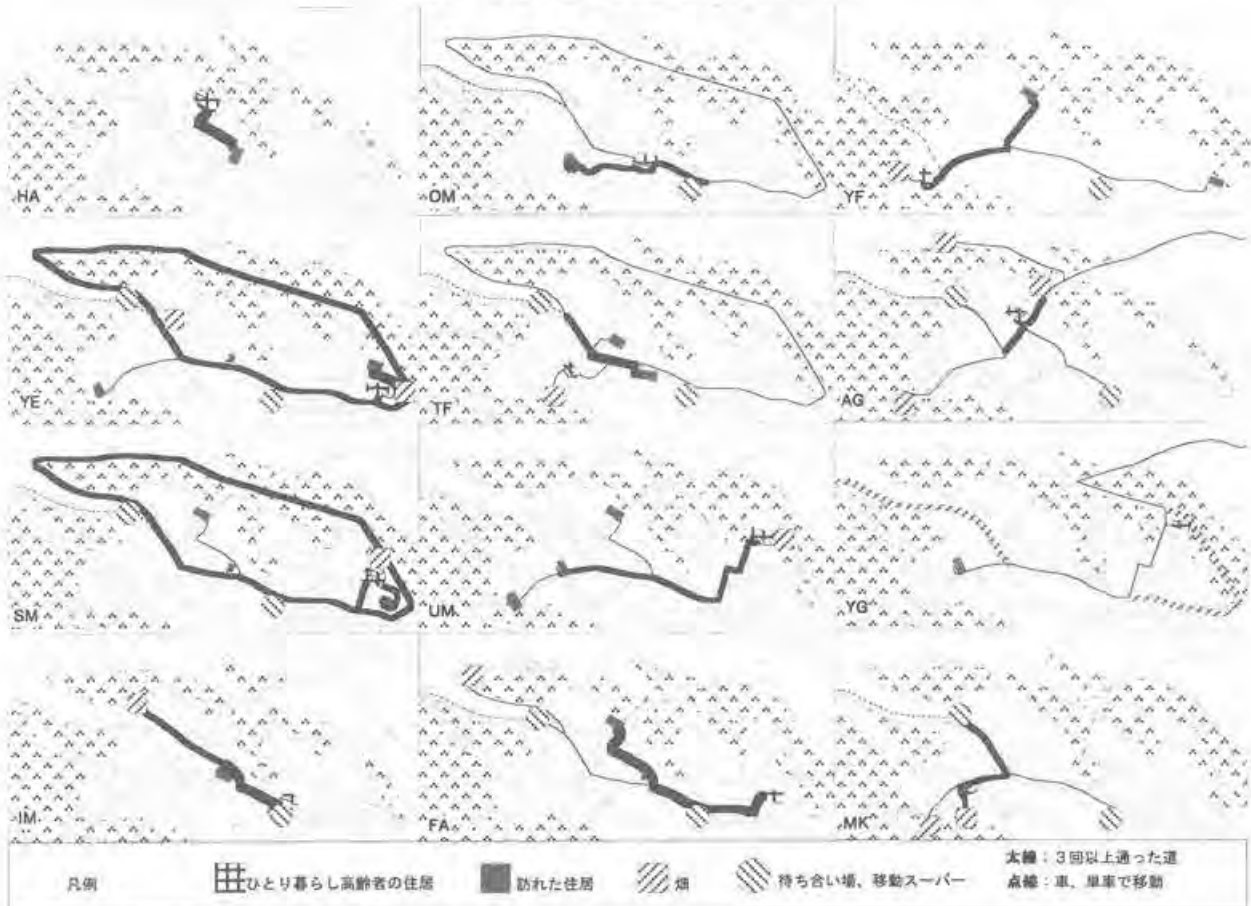 HA
OM
YF
YE
TF
AG
SM
UM
YG
IM
FA
MK
凡例
ひとり暮らし高齢者の住居
訪れた住居
畑
待ち合い場、移動スーパー
太線：3回以上通った道
点線：車、単車で移動